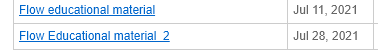 Flow educational material Jul 11, 2021
Flow Educational material_2 Jul 28, 2021